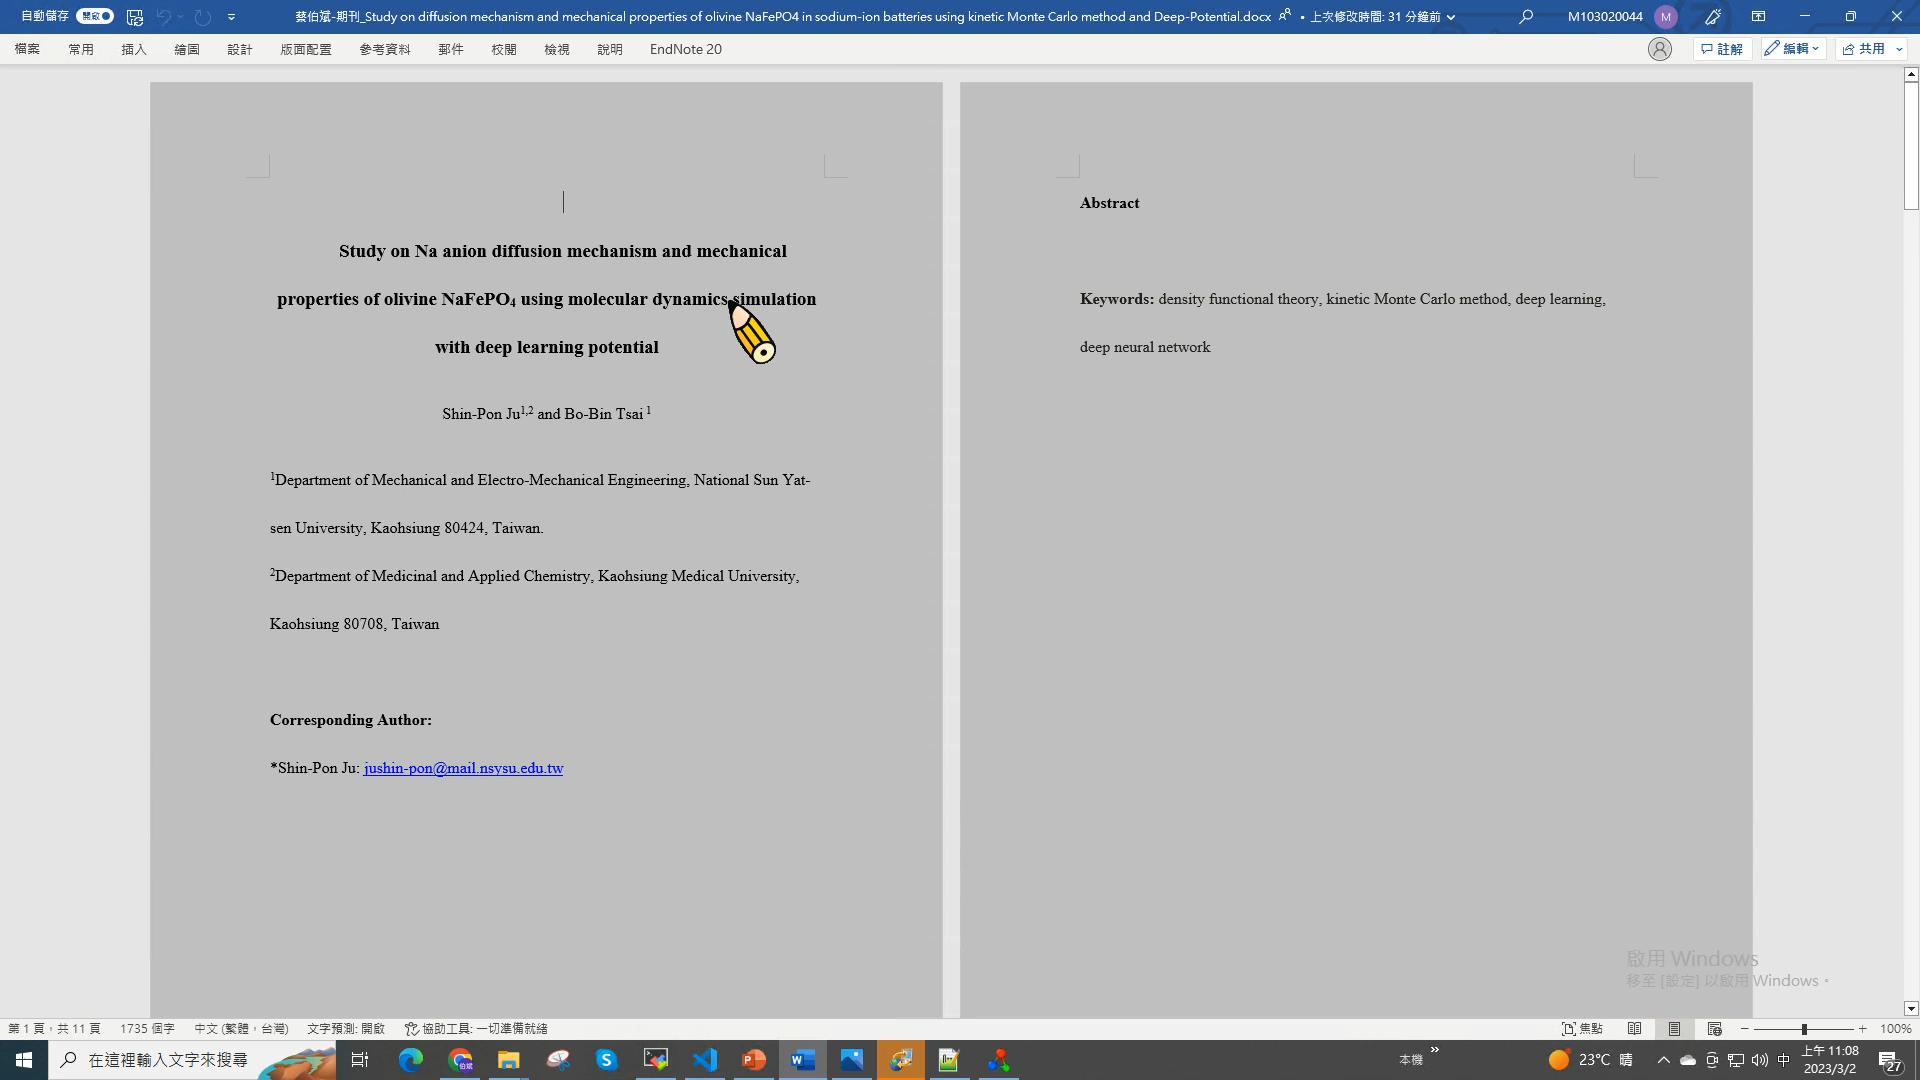 自動儲存 開啟
蔡伯斌-期刊_Study on diffusion mechanism and mechanical properties of olivine NaFePO4 in sodium-ion batteries using kinetic Monte Carlo method and Deep-Potential.docx • 上次修改時間: 31 分鐘前
M103020044 M
檔案 常用 插入 繪圖 設計 版面配置 參考資料 郵件 校閱 檢視 說明 EndNote 20 註解 編輯 共用
Study on Na anion diffusion mechanism and mechanical
properties of olivine NaFePO₄ using molecular dynamics simulation
with deep learning potential
Shin-Pon Ju¹,² and Bo-Bin Tsai ¹
¹Department of Mechanical and Electro-Mechanical Engineering, National Sun Yat-
sen University, Kaohsiung 80424, Taiwan.
²Department of Medicinal and Applied Chemistry, Kaohsiung Medical University,
Kaohsiung 80708, Taiwan
Corresponding Author:
*Shin-Pon Ju: jushin-pon@mail.nsysu.edu.tw
Abstract
Keywords: density functional theory, kinetic Monte Carlo method, deep learning,
deep neural network
啟用 Windows
移至 [設定] 以啟用 Windows。
第 1 頁，共 11 頁 1735 個字 中文 (繁體，台灣) 文字預測: 開啟 協助工具: 一切準備就緒 焦點 100%
在這裡輸入文字來搜尋
本機 » 23°C 晴 中
上午 11:08
2023/3/2
27